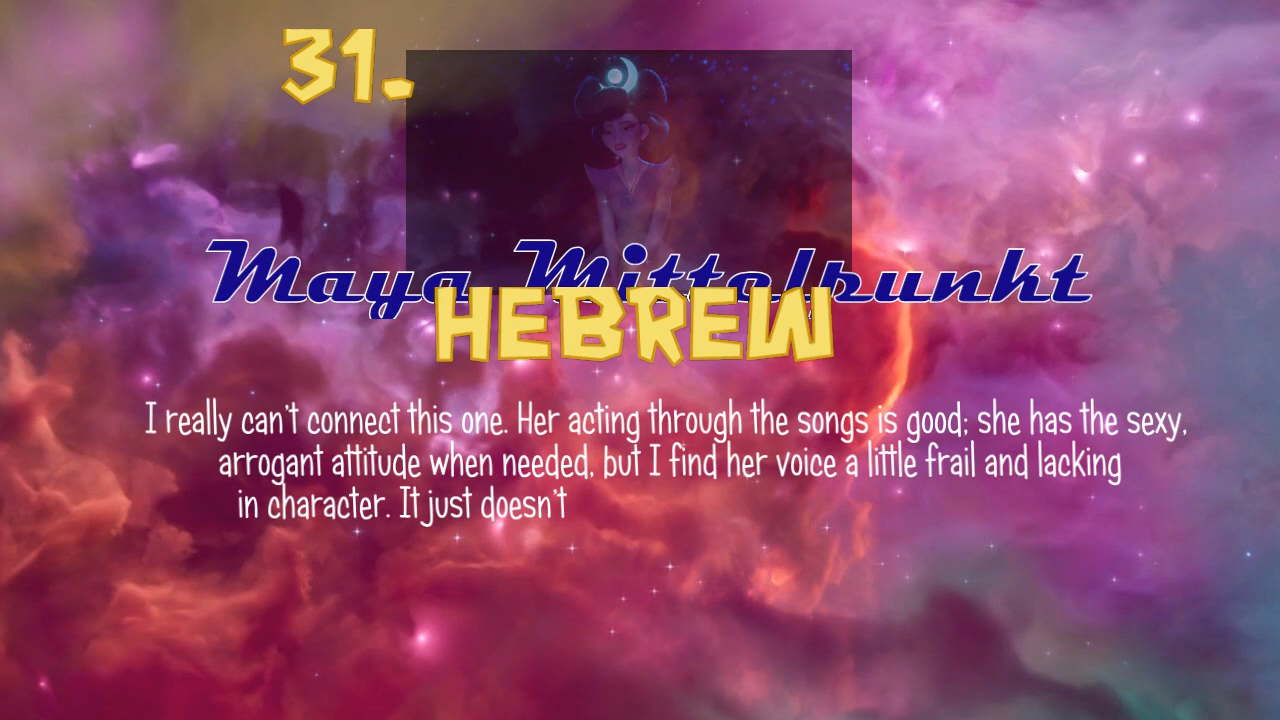 31.
Maya Mittelpunkt
HEBREW
I really can't connect this one. Her acting through the songs is good; she has the sexy,
arrogant attitude when needed, but I find her voice a little frail and lacking
in character. It just doesn't